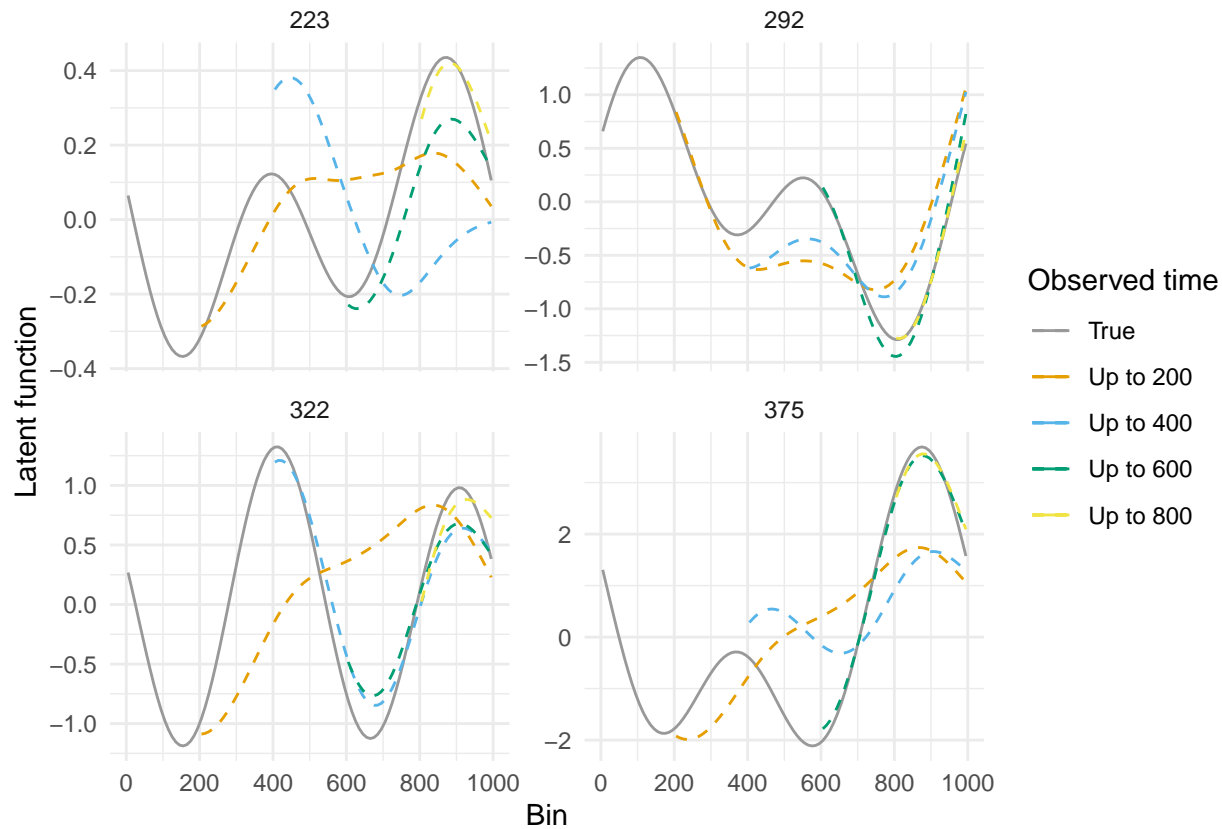 223
292
0.4
0.2
0.0
−0.2
−0.4
1.0
0.5
0.0
−0.5
−1.0
−1.5
322
375
1.0
0.5
0.0
−0.5
−1.0
2
0
−2
0 200 400 600 800 1000
0 200 400 600 800 1000
Bin
Latent function
Observed time
True
Up to 200
Up to 400
Up to 600
Up to 800